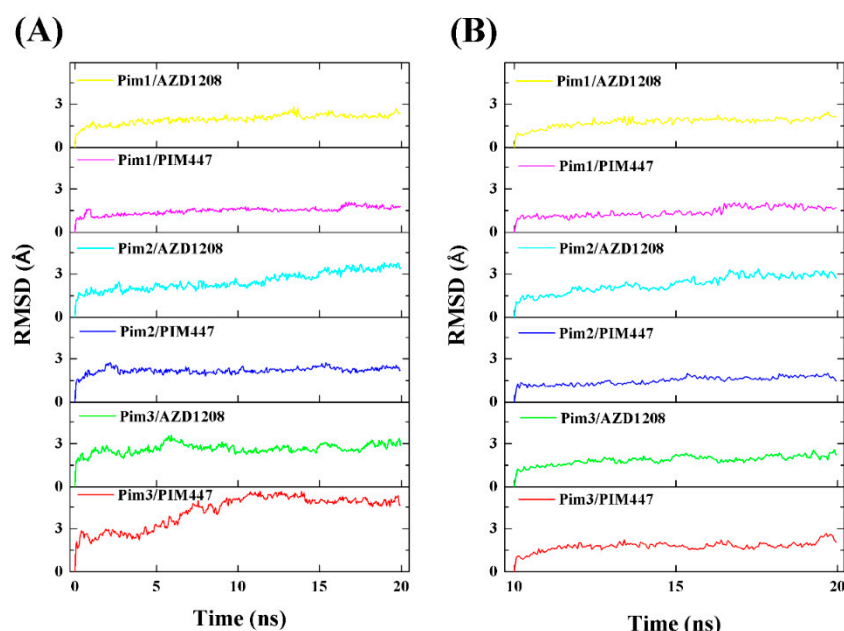 (A)
(B)
RMSD (Å)
3
Pim1/AZD1208
0
3
Pim1/PIM447
0
3
Pim2/AZD1208
0
3
Pim2/PIM447
0
3
Pim3/AZD1208
0
3
Pim3/PIM447
0
0 5 10 15 20
Time (ns)
RMSD (Å)
3
Pim1/AZD1208
0
3
Pim1/PIM447
0
3
Pim2/AZD1208
0
3
Pim2/PIM447
0
3
Pim3/AZD1208
0
3
Pim3/PIM447
0
10 15 20
Time (ns)